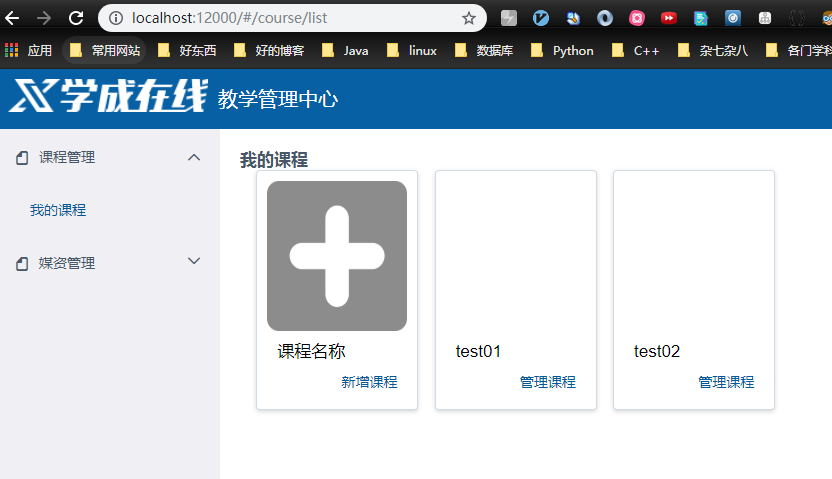 localhost:12000/#/course/list
应用 常用网站 好东西 好的博客 Java linux 数据库 Python C++ 杂七杂八 各门学科
学成在线 教学管理中心
课程管理
我的课程
媒资管理
我的课程
课程名称 test01 test02
新增课程 管理课程 管理课程